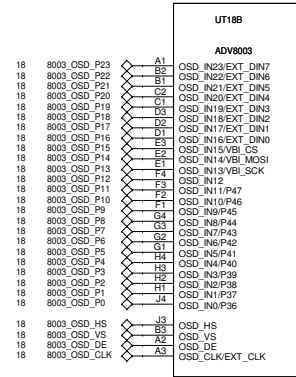 UT18B
ADV8003
18 8003_OSD_P23 A1 OSD_IN23/EXT_DIN7
18 8003_OSD_P22 B2 OSD_IN22/EXT_DIN6
18 8003_OSD_P21 B1 OSD_IN21/EXT_DIN5
18 8003_OSD_P20 C2 OSD_IN20/EXT_DIN4
18 8003_OSD_P19 C1 OSD_IN19/EXT_DIN3
18 8003_OSD_P18 D3 OSD_IN18/EXT_DIN2
18 8003_OSD_P17 D2 OSD_IN17/EXT_DIN1
18 8003_OSD_P16 D1 OSD_IN16/EXT_DIN0
18 8003_OSD_P15 E3 OSD_IN15/VBI_CS
18 8003_OSD_P14 E2 OSD_IN14/VBI_MOSI
18 8003_OSD_P13 E1 OSD_IN13/VBI_SCK
18 8003_OSD_P12 F4 OSD_IN12
18 8003_OSD_P11 F3 OSD_IN11/P47
18 8003_OSD_P10 F2 OSD_IN10/P46
18 8003_OSD_P9 F1 OSD_IN9/P45
18 8003_OSD_P8 G4 OSD_IN8/P44
18 8003_OSD_P7 G3 OSD_IN7/P43
18 8003_OSD_P6 G2 OSD_IN6/P42
18 8003_OSD_P5 G1 OSD_IN5/P41
18 8003_OSD_P4 H4 OSD_IN4/P40
18 8003_OSD_P3 H3 OSD_IN3/P39
18 8003_OSD_P2 H2 OSD_IN2/P38
18 8003_OSD_P1 H1 OSD_IN1/P37
18 8003_OSD_P0 J4 OSD_IN0/P36
18 8003_OSD_HS J3 OSD_HS
18 8003_OSD_VS B3 OSD_VS
18 8003_OSD_DE A2 OSD_DE
18 8003_OSD_CLK A3 OSD_CLK/EXT_CLK